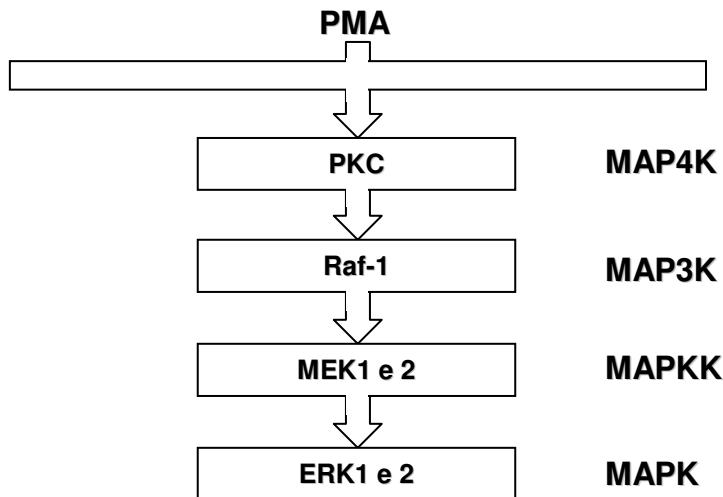 PMA
PKC MAP4K
Raf-1 MAP3K
MEK1 e 2 MAPKK
ERK1 e 2 MAPK